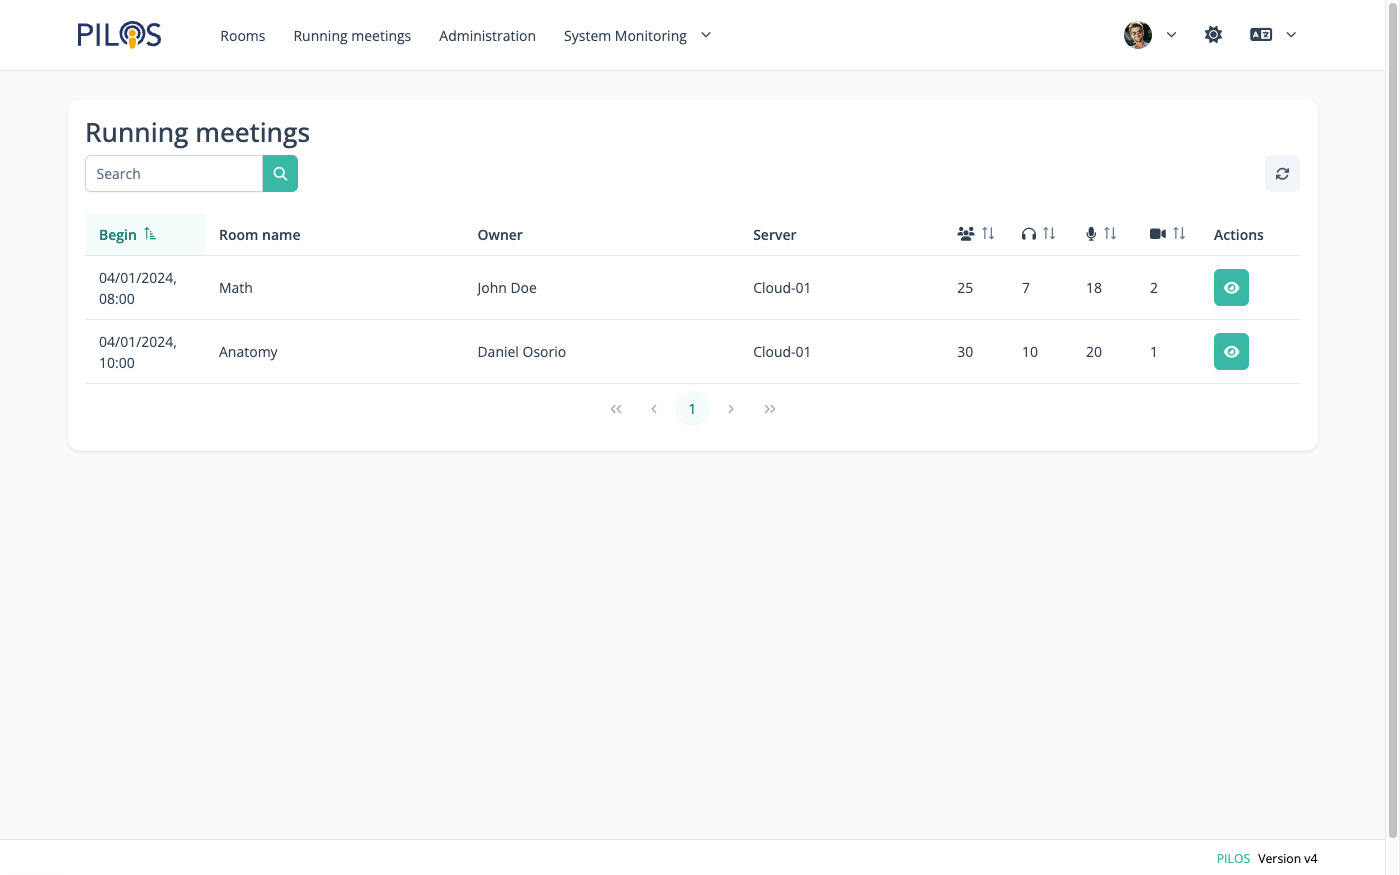 PILOS
Rooms
Running meetings
Administration
System Monitoring
Running meetings
Search
Begin
Room name
Owner
Server
Actions
04/01/2024,
08:00
Math
John Doe
Cloud-01
25
7
18
2
04/01/2024,
10:00
Anatomy
Daniel Osorio
Cloud-01
30
10
20
1
1
PILOS Version v4